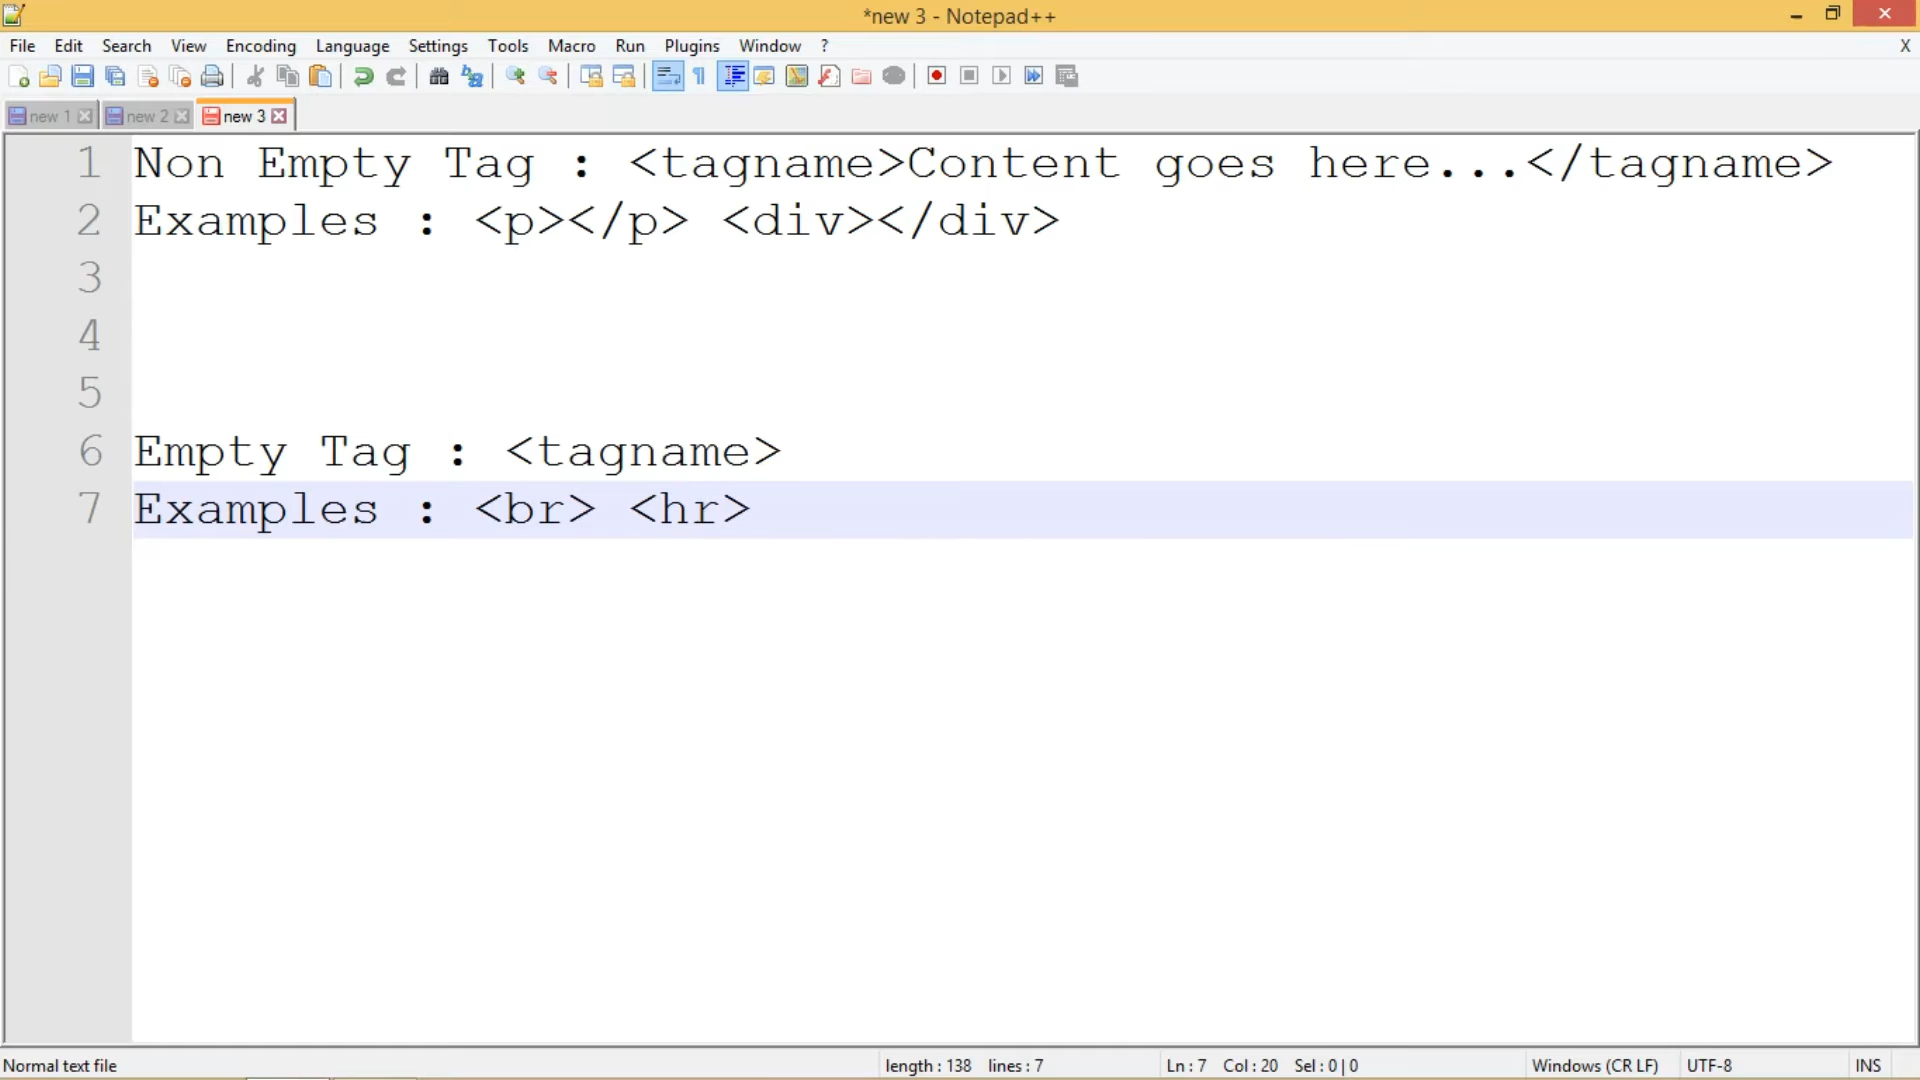 *new 3 - Notepad++
File Edit Search View Encoding Language Settings Tools Macro Run Plugins Window ? X
new 1 new 2 new 3
1 Non Empty Tag : <tagname>Content goes here...</tagname>
2 Examples : <p></p> <div></div>
3
4
5
6 Empty Tag : <tagname>
7 Examples : <br> <hr>
Normal text file length : 138 lines : 7 Ln : 7 Col : 20 Sel : 0 | 0 Windows (CR LF) UTF-8 INS